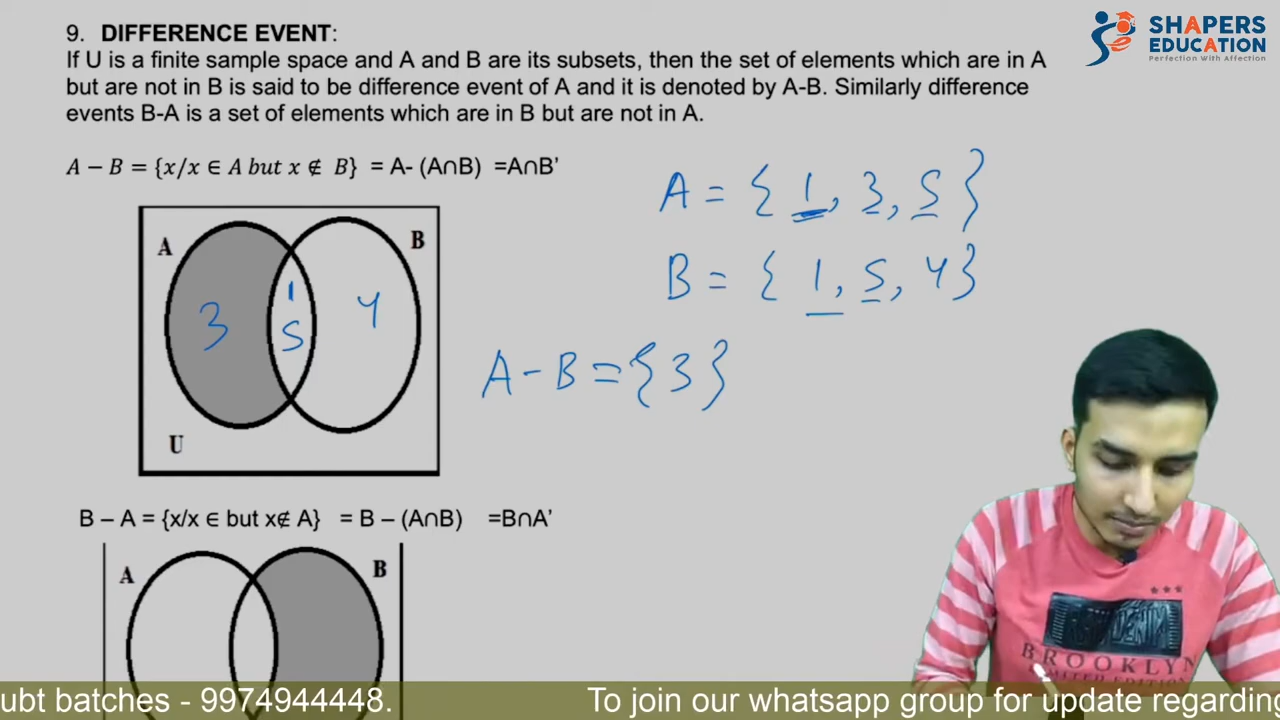 9. DIFFERENCE EVENT:
If U is a finite sample space and A and B are its subsets, then the set of elements which are in A
but are not in B is said to be difference event of A and it is denoted by A-B. Similarly difference
events B-A is a set of elements which are in B but are not in A.
A − B = {x/x ∈ A but x ∉ B} = A- (A∩B) =A∩B’
SHAPERS
EDUCATION
Perfection With Affection
A = { 1, 3, 5 }
B = { 1, 5, 4 }
A B
3 1 5 4
U
A - B = { 3 }
B – A = {x/x ∈ but x∉ A} = B – (A∩B) =B∩A’
A B
BROOKLYN
oubt batches - 9974944448. To join our whatsapp group for update regarding